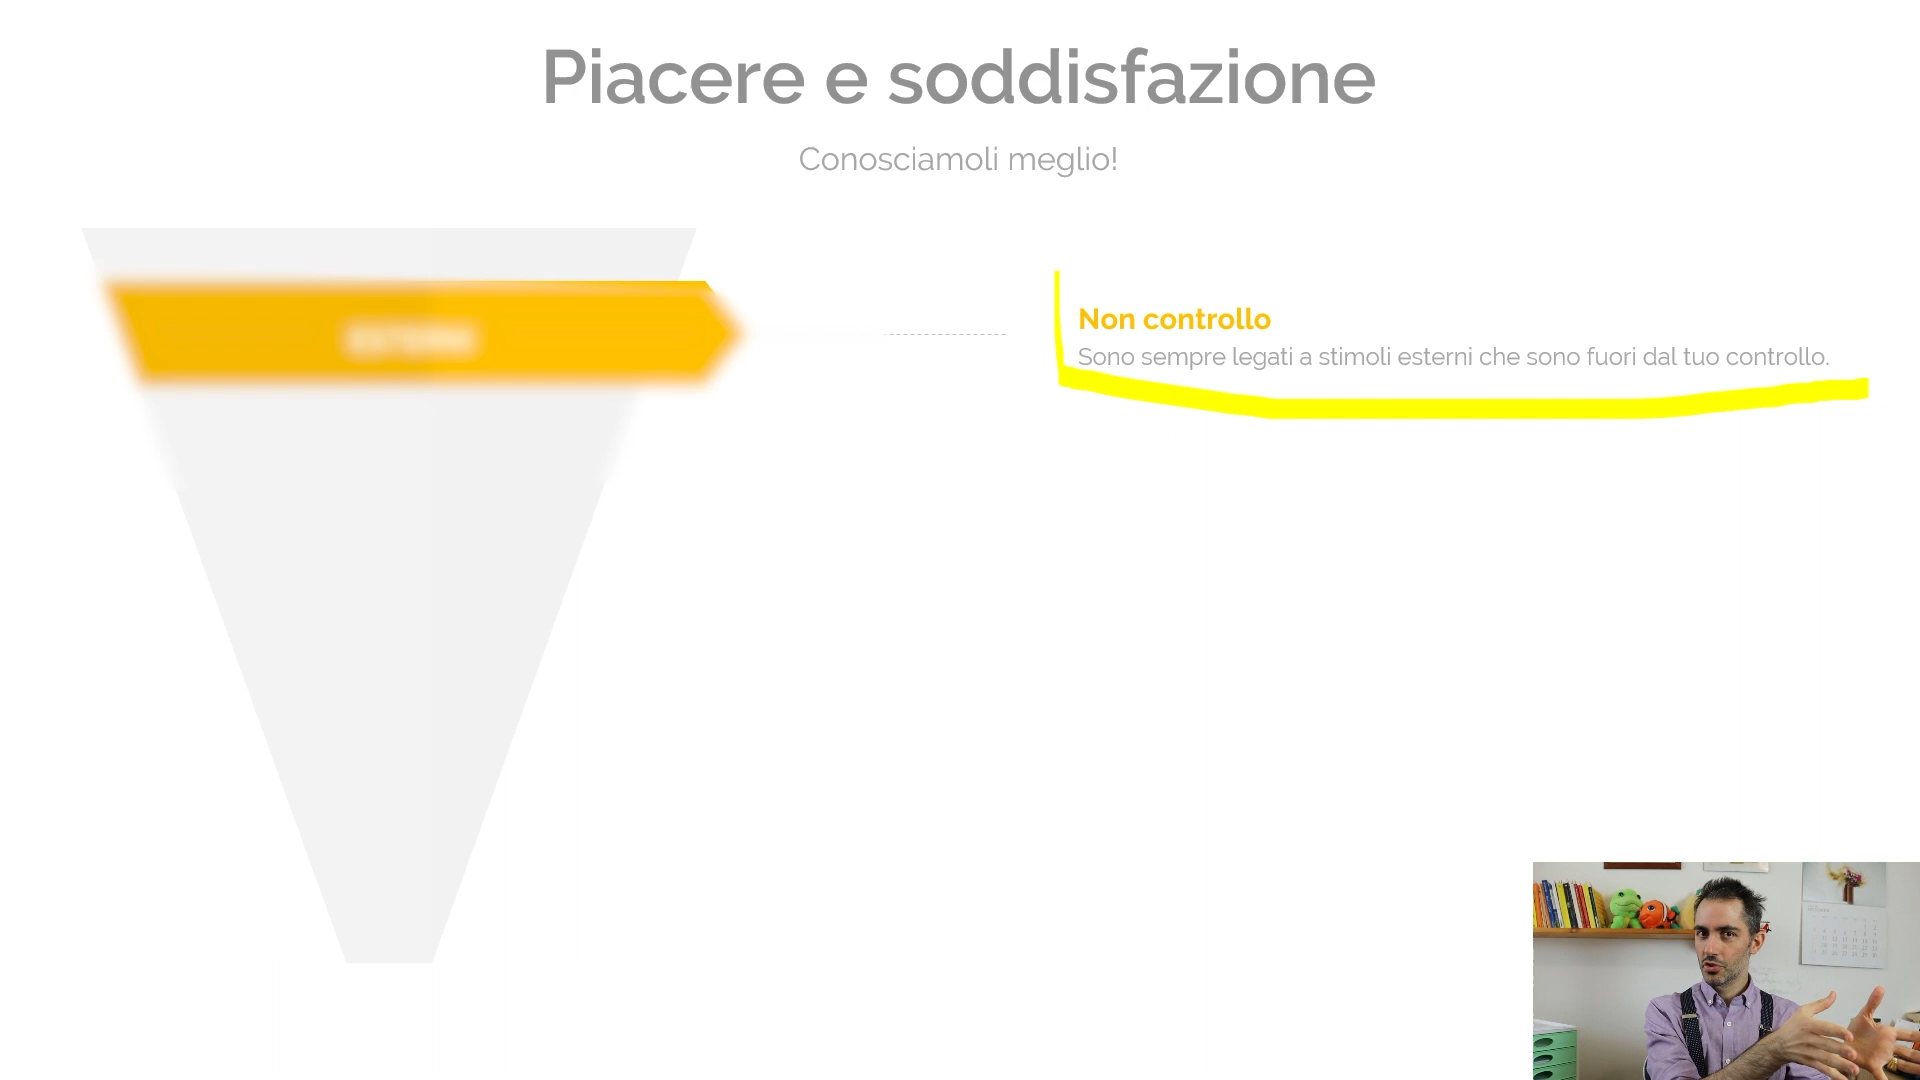 Piacere e soddisfazione
Conosciamoli meglio!
Non controllo
Sono sempre legati a stimoli esterni che sono fuori dal tuo controllo.